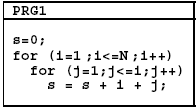 PRG1
s=0;
for (i=1;i<=N;i++)
for (j=1;j<=i;j++)
s = s + i + j;